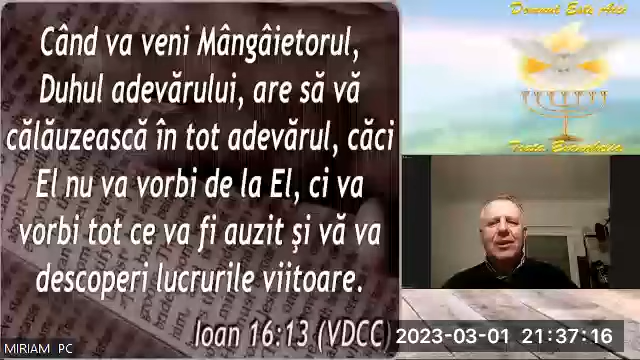 Când va veni Mângâietorul,
Duhul adevărului, are să vă
călăuzească în tot adevărul, căci
El nu va vorbi de la El, ci va
vorbi tot ce va fi auzit și vă va
descoperi lucrurile viitoare.
Ioan 16:13 (VDCC)
Domnul Este Aici
Toata Evanghelia
MIRIAM PC
2023-03-01 21:37:16